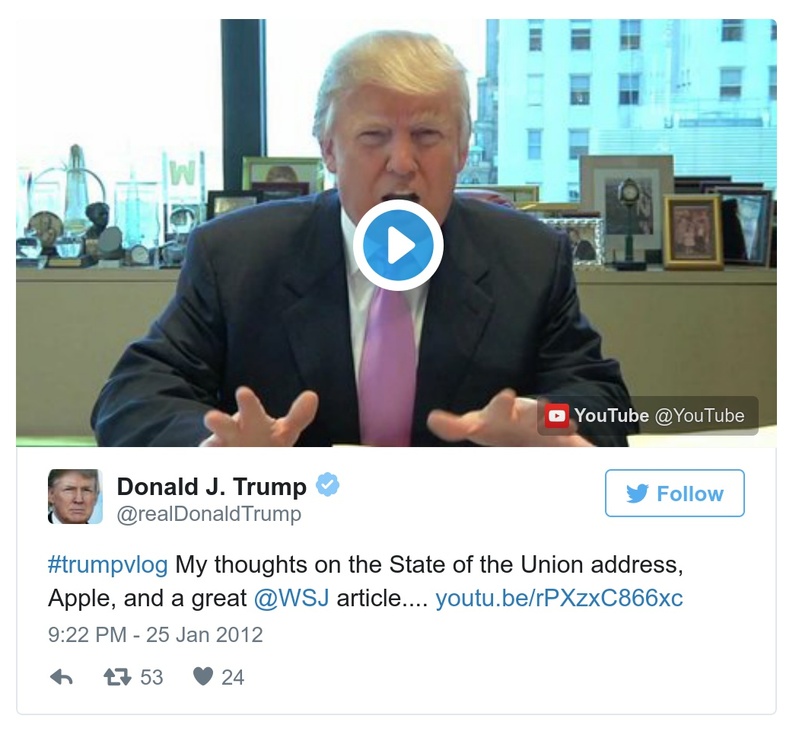 YouTube @YouTube
Donald J. Trump
@realDonaldTrump
Follow
#trumpvlog My thoughts on the State of the Union address,
Apple, and a great @WSJ article.... youtu.be/rPXzxC866xc
9:22 PM - 25 Jan 2012
53 24